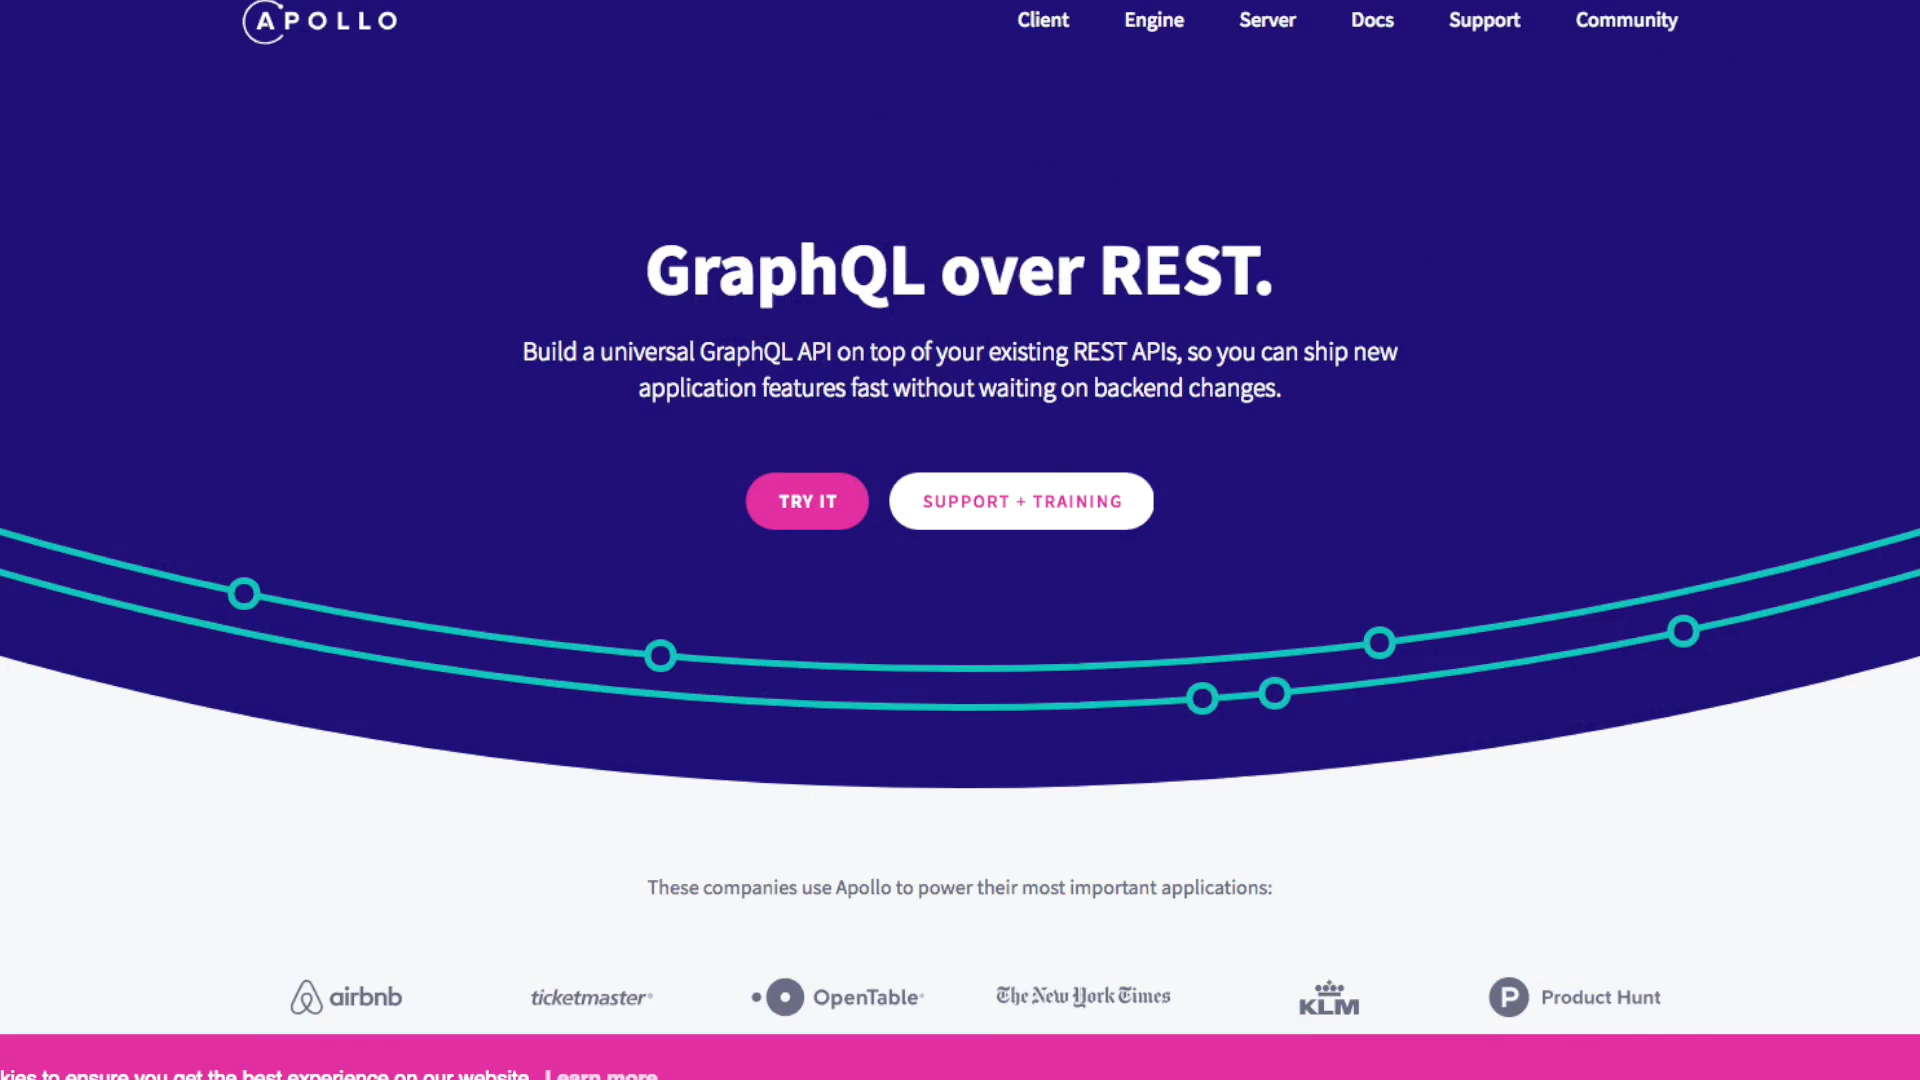 APOLLO
Client Engine Server Docs Support Community
GraphQL over REST.
Build a universal GraphQL API on top of your existing REST APIs, so you can ship new
application features fast without waiting on backend changes.
TRY IT SUPPORT + TRAINING
These companies use Apollo to power their most important applications:
airbnb ticketmaster® OpenTable® The New York Times KLM P Product Hunt
kies to ensure you get the best experience on our website. Learn more